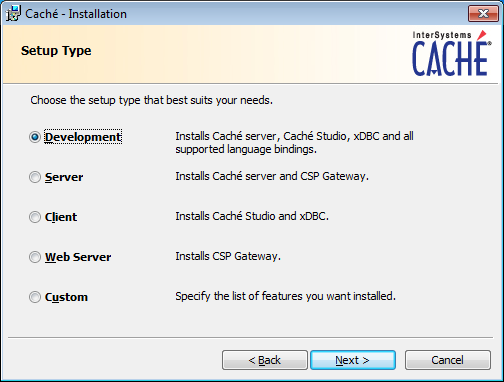 Caché - Installation
Setup Type
InterSystems
CACHÉ
Choose the setup type that best suits your needs.
Development
Installs Caché server, Caché Studio, xDBC and all
supported language bindings.
Server
Installs Caché server and CSP Gateway.
Client
Installs Caché Studio and xDBC.
Web Server
Installs CSP Gateway.
Custom
Specify the list of features you want installed.
< Back
Next >
Cancel